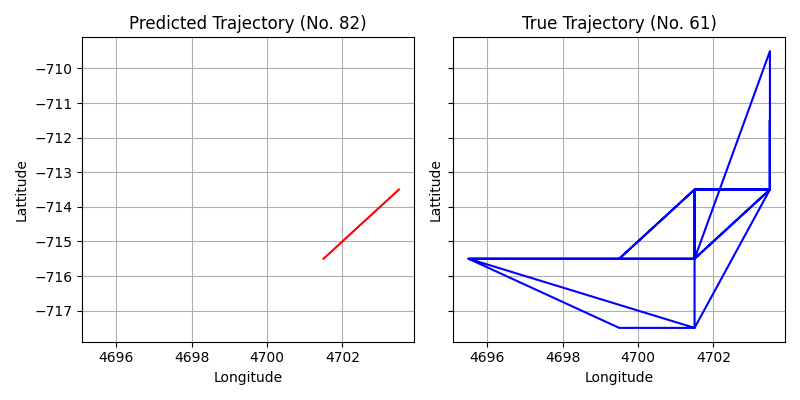 Predicted Trajectory (No. 82)
True Trajectory (No. 61)
Lattitude
−710
−711
−712
−713
−714
−715
−716
−717
4696
4698
4700
4702
Longitude
Lattitude
4696
4698
4700
4702
Longitude